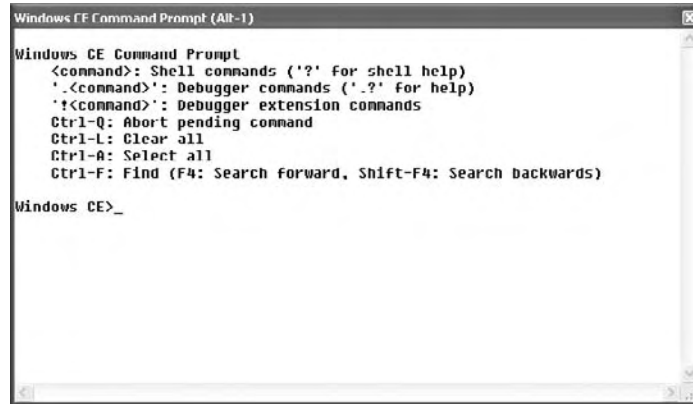 Windows CE Command Prompt (Alt-1)
Windows CE Command Prompt
<command>: Shell commands ('?' for shell help)
'.<command>': Debugger commands ('.?' for help)
'!<command>': Debugger extension commands
Ctrl-Q: Abort pending command
Ctrl-L: Clear all
Ctrl-A: Select all
Ctrl-F: Find (F4: Search forward, Shift-F4: Search backwards)
Windows CE>_